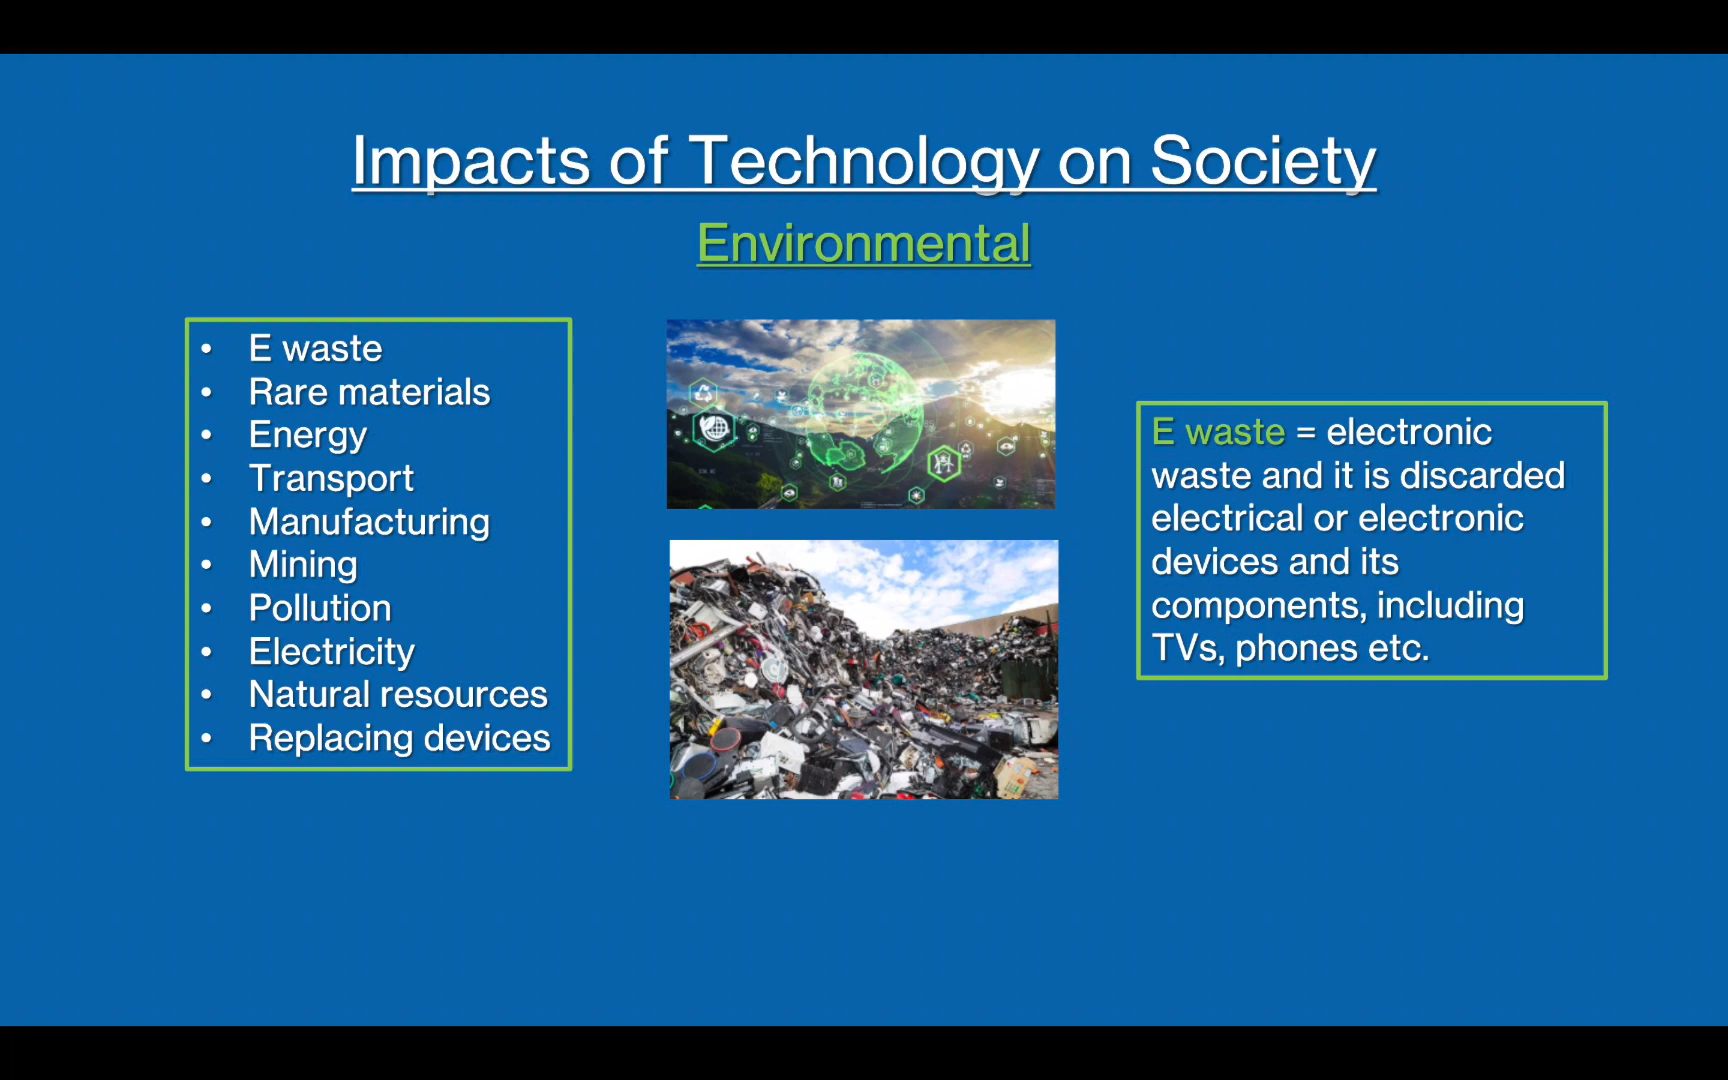 Impacts of Technology on Society
Environmental
• E waste
• Rare materials
• Energy
• Transport
• Manufacturing
• Mining
• Pollution
• Electricity
• Natural resources
• Replacing devices
E waste = electronic
waste and it is discarded
electrical or electronic
devices and its
components, including
TVs, phones etc.